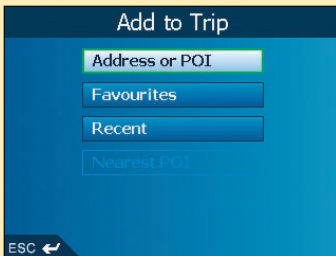 Add to Trip
Address or POI
Favourites
Recent
Nearest POI
ESC